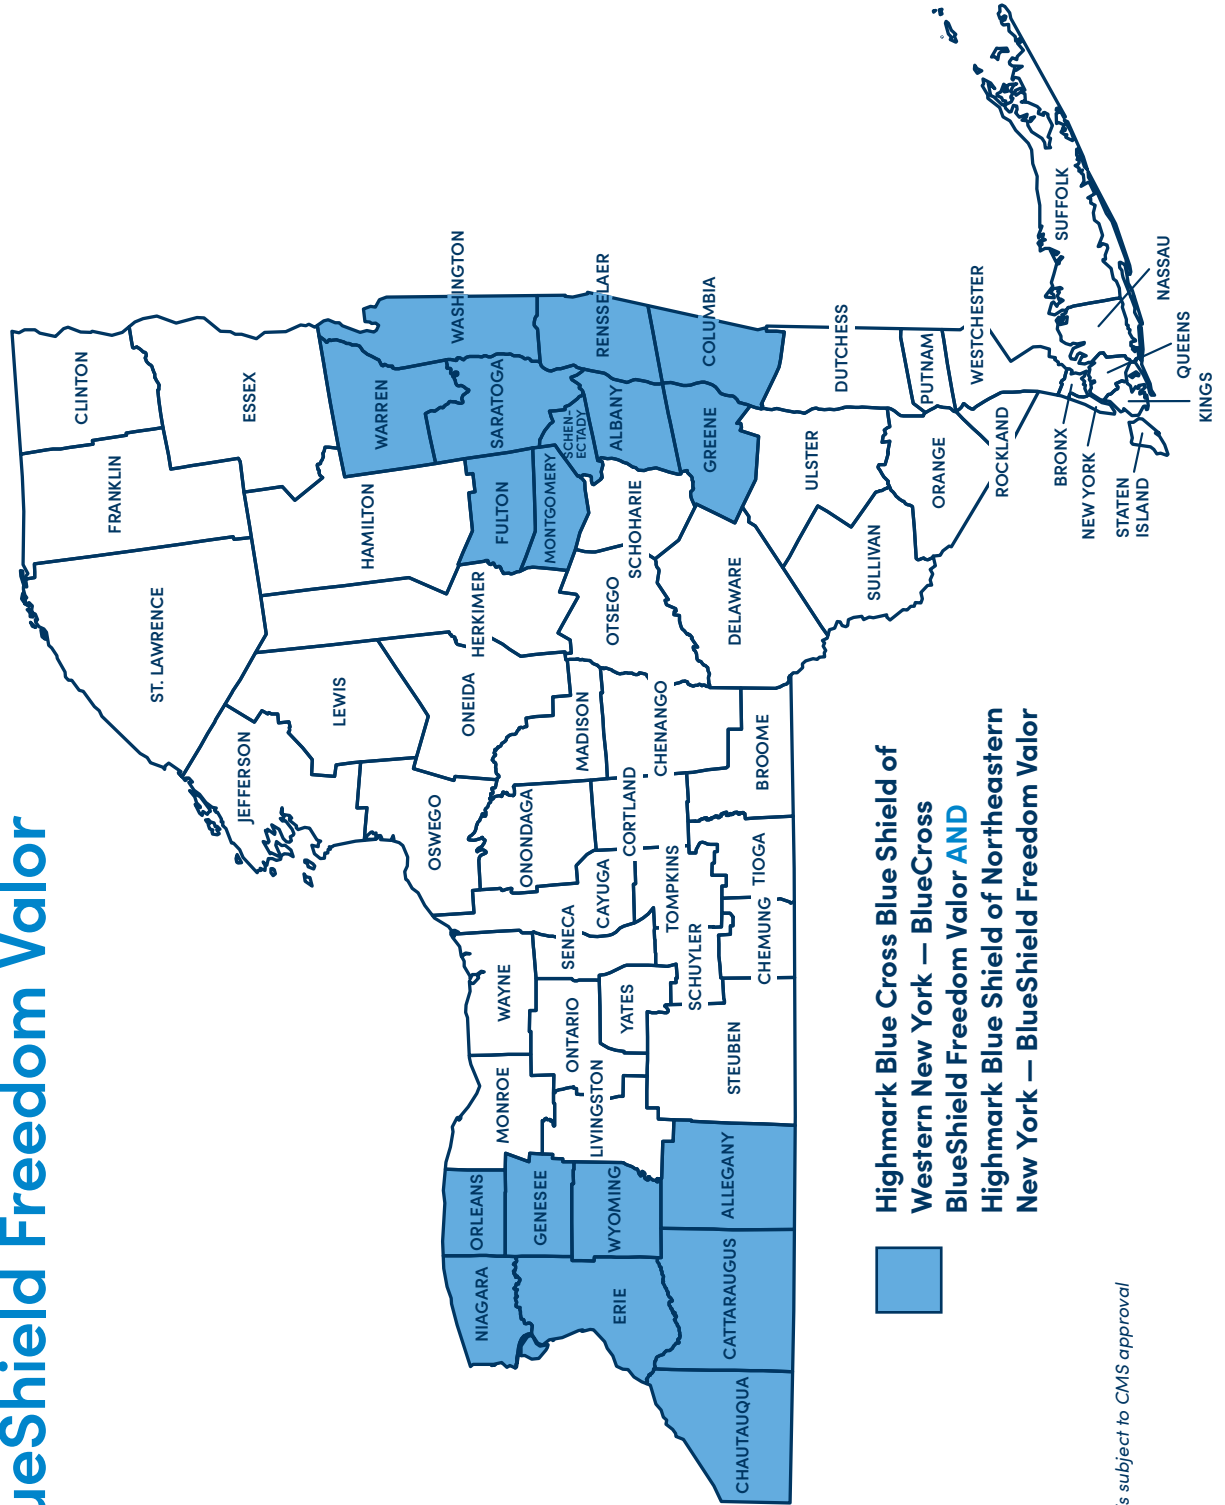 Freedom Valor
CLINTON
FRANKLIN
ST. LAWRENCE
ESSEX
JEFFERSON
LEWIS
HAMILTON
HERKIMER
WARREN
WASHINGTON
SARATOGA
FULTON
MONTGOMERY
SCHEN-
ECTADY
ONEIDA
OSWEGO
NIAGARA
ORLEANS
MONROE
WAYNE
GENESEE
WYOMING
LIVINGSTON
ONTARIO
YATES
SENECA
CAYUGA
ONONDAGA
CORTLAND
MADISON
CHENANGO
OTSEGO
SCHOHARIE
ALBANY
RENSSELAER
COLUMBIA
GREENE
ERIE
CHAUTAUQUA
CATTARAUGUS
ALLEGANY
STEUBEN
SCHUYLER
CHEMUNG
TOMPKINS
TIOGA
BROOME
DELAWARE
ULSTER
DUTCHESS
SULLIVAN
ORANGE
PUTNAM
WESTCHESTER
ROCKLAND
BRONX
NEW YORK
STATEN
ISLAND
SUFFOLK
NASSAU
QUEENS
KINGS
Highmark Blue Cross Blue Shield of
Western New York — BlueCross
BlueShield Freedom Valor AND
Highmark Blue Shield of Northeastern
New York — BlueShield Freedom Valor
subject to CMS approval